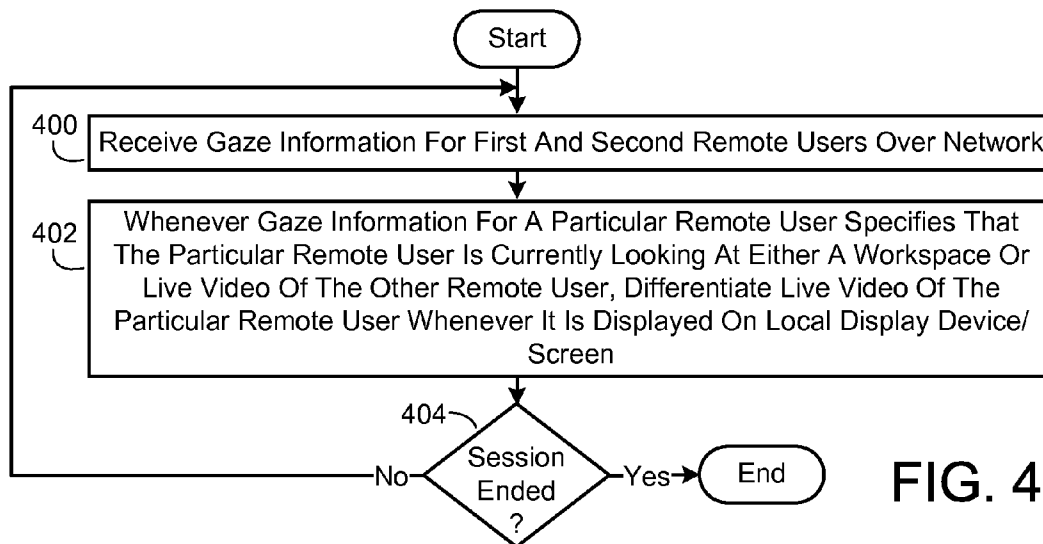 Start
400
Receive Gaze Information For First And Second Remote Users Over Network
402
Whenever Gaze Information For A Particular Remote User Specifies That
The Particular Remote User Is Currently Looking At Either A Workspace Or
Live Video Of The Other Remote User, Differentiate Live Video Of The
Particular Remote User Whenever It Is Displayed On Local Display Device/
Screen
404
Session
Ended
?
No
Yes
End
FIG. 4